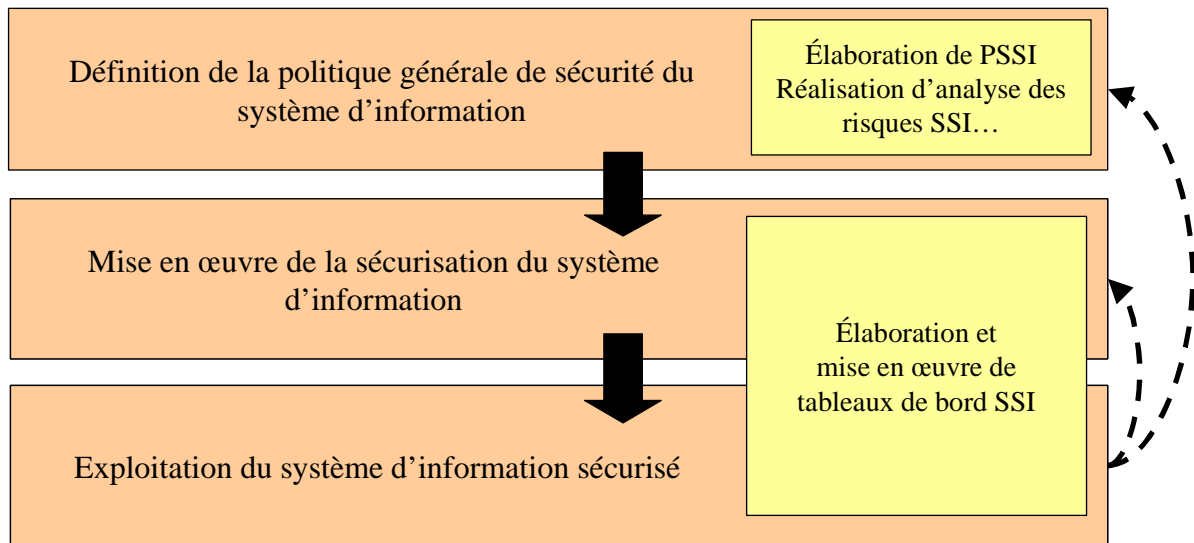 Définition de la politique générale de sécurité du
système d’information
Élaboration de PSSI
Réalisation d’analyse des
risques SSI…
Mise en œuvre de la sécurisation du système
d’information
Élaboration et
mise en œuvre de
tableaux de bord SSI
Exploitation du système d’information sécurisé